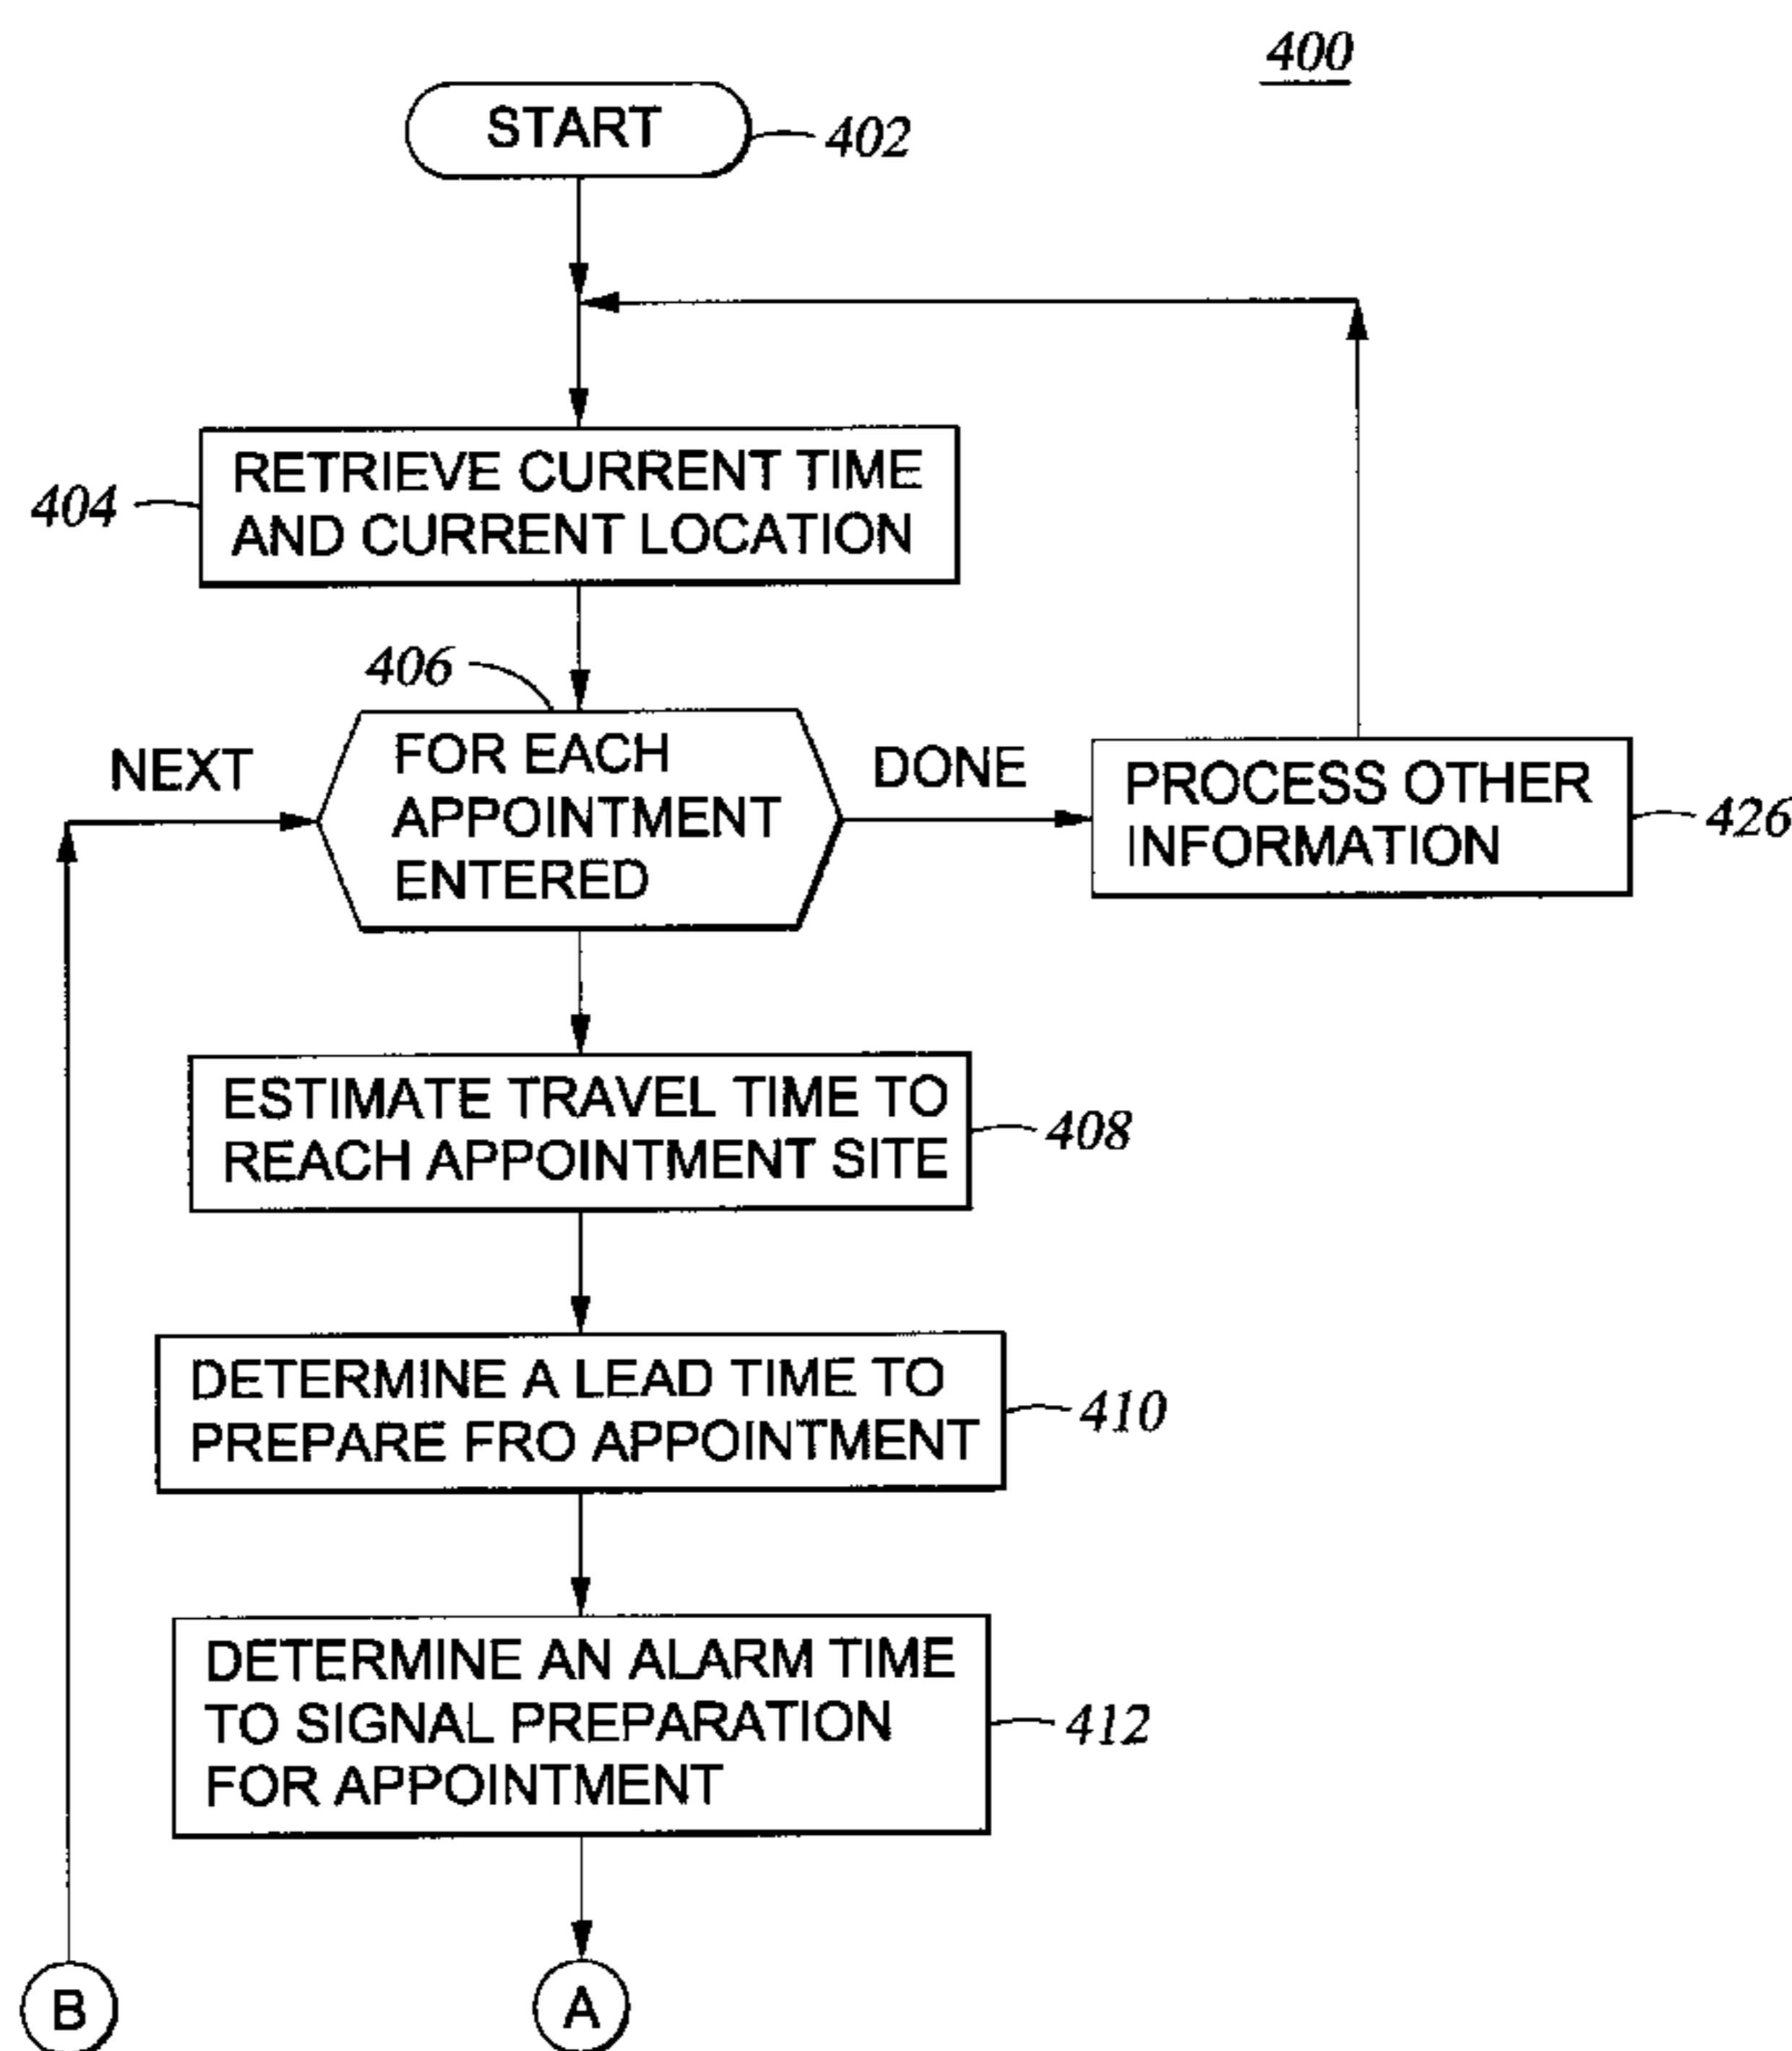 400
START
402
RETRIEVE CURRENT TIME
AND CURRENT LOCATION
404
406
FOR EACH
APPOINTMENT
ENTERED
NEXT
DONE
PROCESS OTHER
INFORMATION
426
ESTIMATE TRAVEL TIME TO
REACH APPOINTMENT SITE
408
DETERMINE A LEAD TIME TO
PREPARE FRO APPOINTMENT
410
DETERMINE AN ALARM TIME
TO SIGNAL PREPARATION
FOR APPOINTMENT
412
B
A